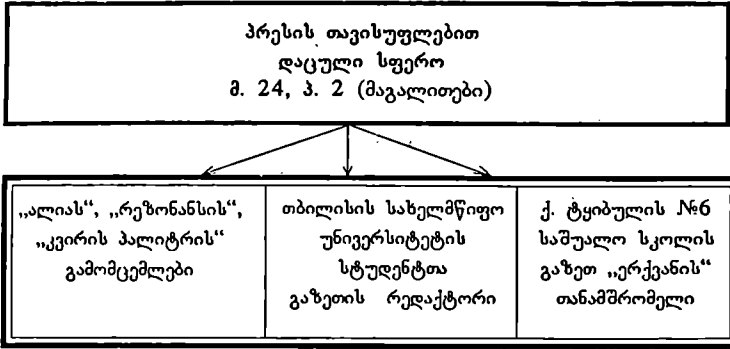 პრესის თავისუფლებით
დაცული სფერო
მ. 24, პ. 2 (მაგალითები)
„ალიას“, „რეზონანსის“,
„კვირის პალიტრის“
გამომცემლები
თბილისის სახელმწიფო
უნივერსიტეტის
სტუდენტთა
გაზეთის რედაქტორი
ქ. ტყიბულის №6
საშუალო სკოლის
გაზეთ „ერქვანის“
თანამშრომელი